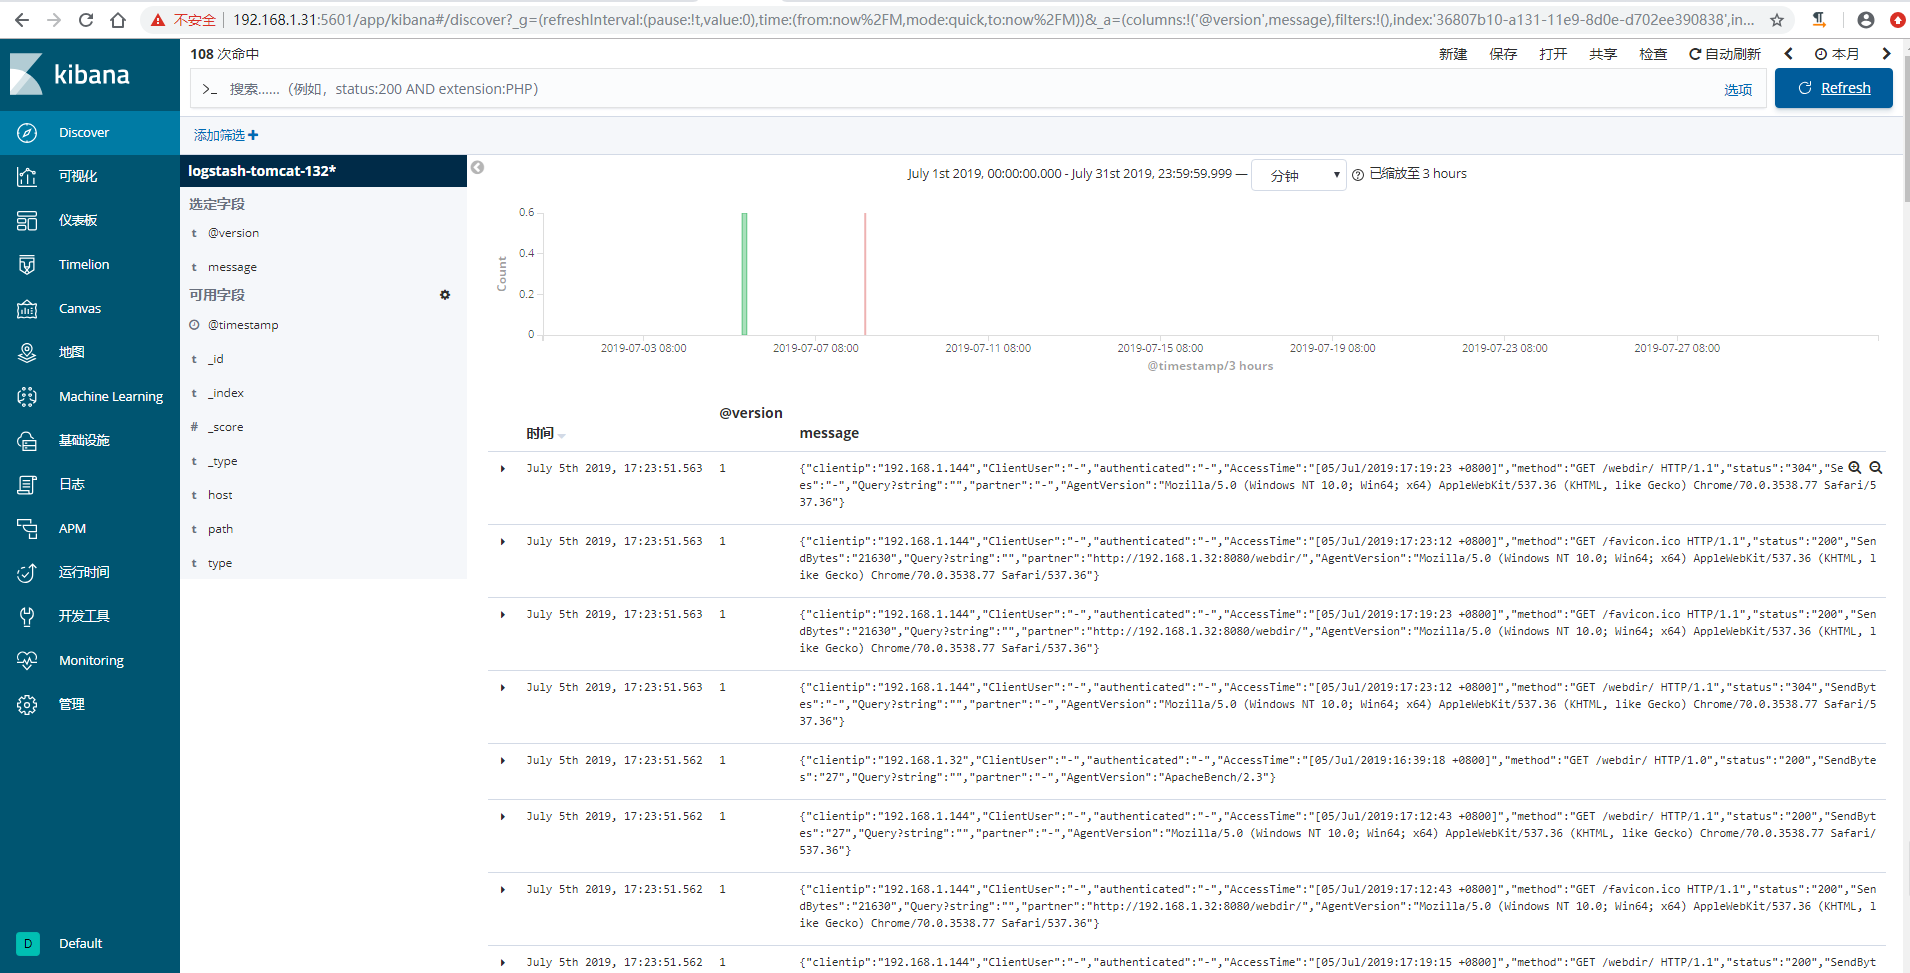 不安全 | 192.168.1.31:5601/app/kibana#/discover?_g=(refreshInterval:(pause:!t,value:0),time:(from:now%2FM,mode:quick,to:now%2FM))&_a=(columns:!('@version',message),filters:!(),index:'36807b10-a131-11e9-8d0e-d702ee390838',in...
kibana
Discover
可视化
仪表板
Timelion
Canvas
地图
Machine Learning
基础设施
日志
APM
运行时间
开发工具
Monitoring
管理
D Default
108 次命中
新建 保存 打开 共享 检查 自动刷新 本月
>_ 搜索...... (例如，status:200 AND extension:PHP)
选项
Refresh
添加筛选
logstash-tomcat-132*
选定字段
t @version
t message
可用字段
@timestamp
t _id
t _index
# _score
t _type
t host
t path
t type
July 1st 2019, 00:00:00.000 - July 31st 2019, 23:59:59.999 — 分钟 已缩放至 3 hours
Count
0.6
0.4
0.2
0
2019-07-03 08:00 2019-07-07 08:00 2019-07-11 08:00 2019-07-15 08:00 2019-07-19 08:00 2019-07-23 08:00 2019-07-27 08:00
@timestamp/3 hours
时间 @version message
July 5th 2019, 17:23:51.563 1 {"clientip":"192.168.1.144","ClientUser":"-","authenticated":"-","AccessTime":"[05/Jul/2019:17:19:23 +0800]","method":"GET /webdir/ HTTP/1.1","status":"304","Se
es":"-","Query?string":"","partner":"-","AgentVersion":"Mozilla/5.0 (Windows NT 10.0; Win64; x64) AppleWebKit/537.36 (KHTML, like Gecko) Chrome/70.0.3538.77 Safari/5
37.36"}
July 5th 2019, 17:23:51.563 1 {"clientip":"192.168.1.144","ClientUser":"-","authenticated":"-","AccessTime":"[05/Jul/2019:17:23:12 +0800]","method":"GET /favicon.ico HTTP/1.1","status":"200","Sen
dBytes":"21630","Query?string":"","partner":"http://192.168.1.32:8080/webdir/","AgentVersion":"Mozilla/5.0 (Windows NT 10.0; Win64; x64) AppleWebKit/537.36 (KHTML, l
ike Gecko) Chrome/70.0.3538.77 Safari/537.36"}
July 5th 2019, 17:23:51.563 1 {"clientip":"192.168.1.144","ClientUser":"-","authenticated":"-","AccessTime":"[05/Jul/2019:17:19:23 +0800]","method":"GET /favicon.ico HTTP/1.1","status":"200","Sen
dBytes":"21630","Query?string":"","partner":"http://192.168.1.32:8080/webdir/","AgentVersion":"Mozilla/5.0 (Windows NT 10.0; Win64; x64) AppleWebKit/537.36 (KHTML, l
ike Gecko) Chrome/70.0.3538.77 Safari/537.36"}
July 5th 2019, 17:23:51.563 1 {"clientip":"192.168.1.144","ClientUser":"-","authenticated":"-","AccessTime":"[05/Jul/2019:17:23:12 +0800]","method":"GET /webdir/ HTTP/1.1","status":"304","SendByt
es":"-","Query?string":"","partner":"-","AgentVersion":"Mozilla/5.0 (Windows NT 10.0; Win64; x64) AppleWebKit/537.36 (KHTML, like Gecko) Chrome/70.0.3538.77 Safari/5
37.36"}
July 5th 2019, 17:23:51.562 1 {"clientip":"192.168.1.32","ClientUser":"-","authenticated":"-","AccessTime":"[05/Jul/2019:16:39:18 +0800]","method":"GET /webdir/ HTTP/1.0","status":"200","SendByte
s":"27","Query?string":"","partner":"-","AgentVersion":"ApacheBench/2.3"}
July 5th 2019, 17:23:51.562 1 {"clientip":"192.168.1.144","ClientUser":"-","authenticated":"-","AccessTime":"[05/Jul/2019:17:12:43 +0800]","method":"GET /webdir/ HTTP/1.1","status":"200","SendByt
es":"27","Query?string":"","partner":"-","AgentVersion":"Mozilla/5.0 (Windows NT 10.0; Win64; x64) AppleWebKit/537.36 (KHTML, like Gecko) Chrome/70.0.3538.77 Safari/
537.36"}
July 5th 2019, 17:23:51.562 1 {"clientip":"192.168.1.144","ClientUser":"-","authenticated":"-","AccessTime":"[05/Jul/2019:17:12:43 +0800]","method":"GET /favicon.ico HTTP/1.1","status":"200","Sen
dBytes":"21630","Query?string":"","partner":"http://192.168.1.32:8080/webdir/","AgentVersion":"Mozilla/5.0 (Windows NT 10.0; Win64; x64) AppleWebKit/537.36 (KHTML, l
ike Gecko) Chrome/70.0.3538.77 Safari/537.36"}
July 5th 2019, 17:23:51.562 1 {"clientip":"192.168.1.144","ClientUser":"-","authenticated":"-","AccessTime":"[05/Jul/2019:17:19:15 +0800]","method":"GET /webdir/ HTTP/1.1","status":"200","SendByt